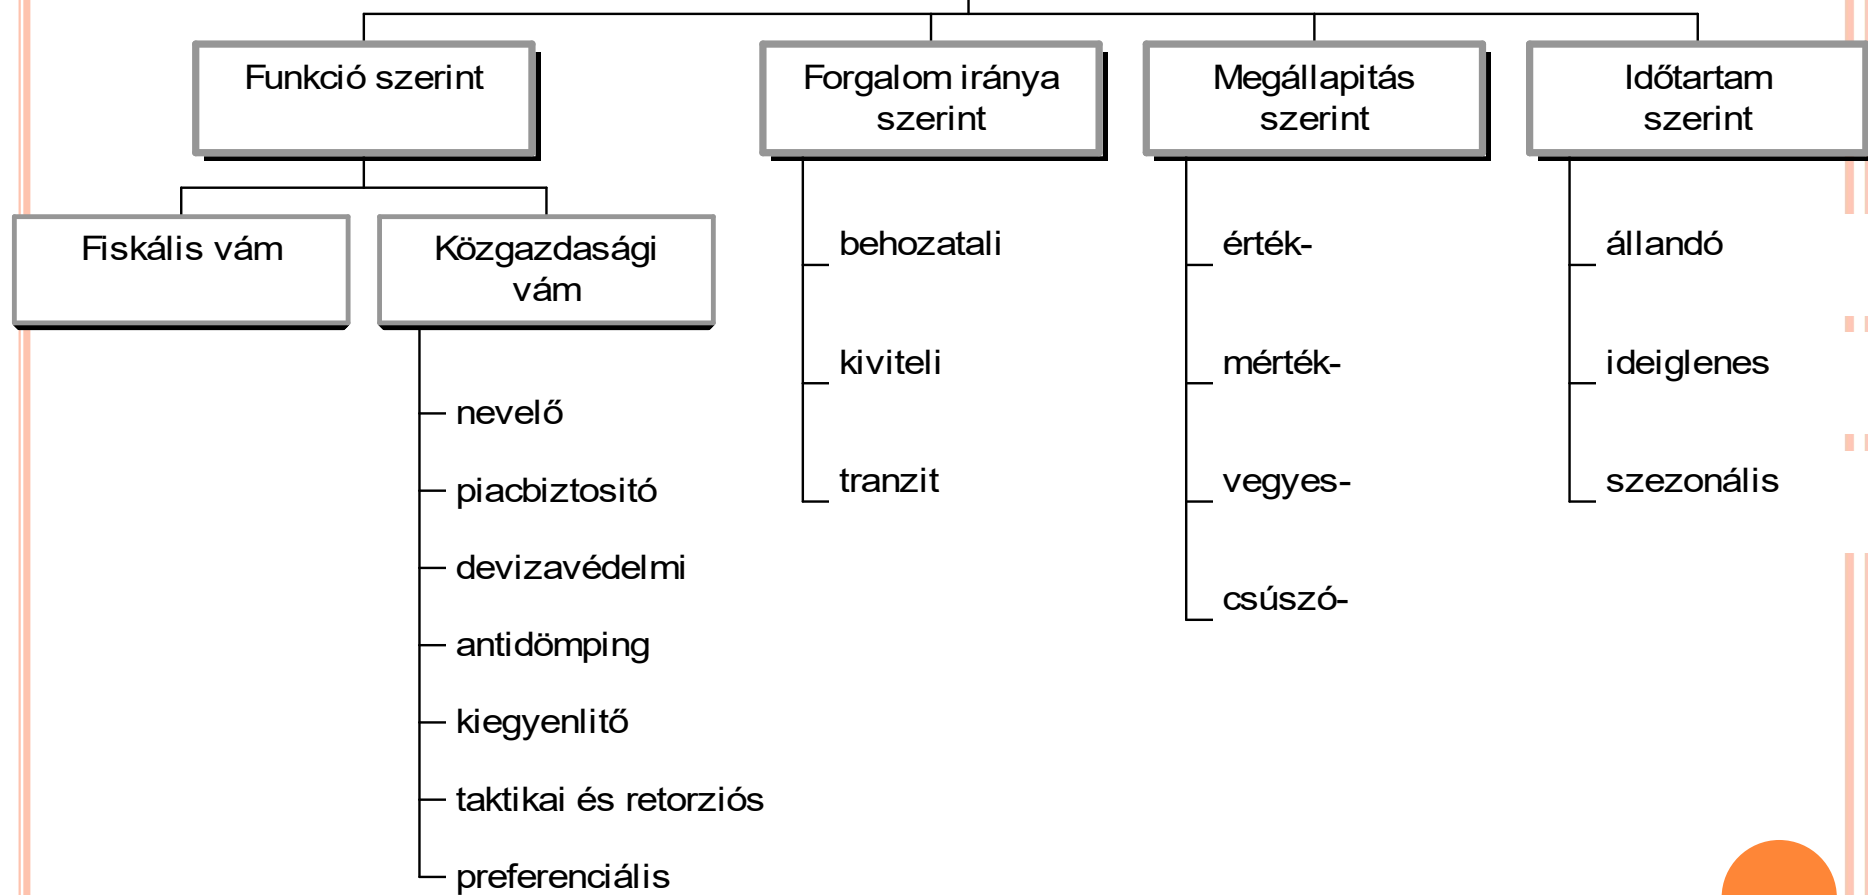 Funkció szerint
Forgalom iránya
szerint
Megállapitás
szerint
Időtartam
szerint
Fiskális vám
Közgazdasági
vám
nevelő
piacbiztositó
devizavédelmi
antidömping
kiegyenlitő
taktikai és retorziós
preferenciális
behozatali
kiviteli
tranzit
érték-
mérték-
vegyes-
csúszó-
állandó
ideiglenes
szezonális